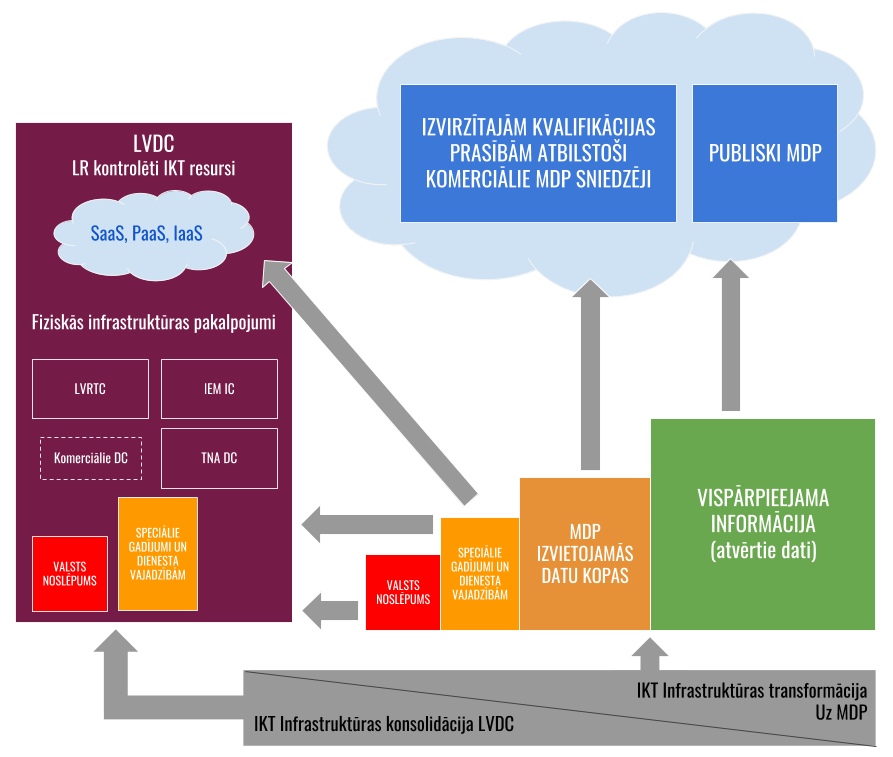 LVDC
LR kontrolēti IKT resursi
SaaS, PaaS, IaaS
Fiziskās infrastruktūras pakalpojumi
LVRTC
IEM IC
Komerciālie DC
TNA DC
VALSTS
NOSLĒPUMS
SPECIĀLIE
GADĪJUMI UN
DIENESTA
VAJADZĪBĀM
IZVIRZĪTAJĀM KVALIFIKĀCIJAS
PRASĪBĀM ATBILSTOŠI
KOMERCIĀLIE MDP SNIEDZĒJI
PUBLISKI MDP
VALSTS
NOSLĒPUMS
SPECIĀLIE
GADĪJUMI UN
DIENESTA
VAJADZĪBĀM
MDP
IZVIETOJAMĀS
DATU KOPAS
VISPĀRPIEEJAMA
INFORMĀCIJA
(atvērtie dati)
IKT Infrastruktūras transformācija
Uz MDP
IKT Infrastruktūras konsolidācija LVDC